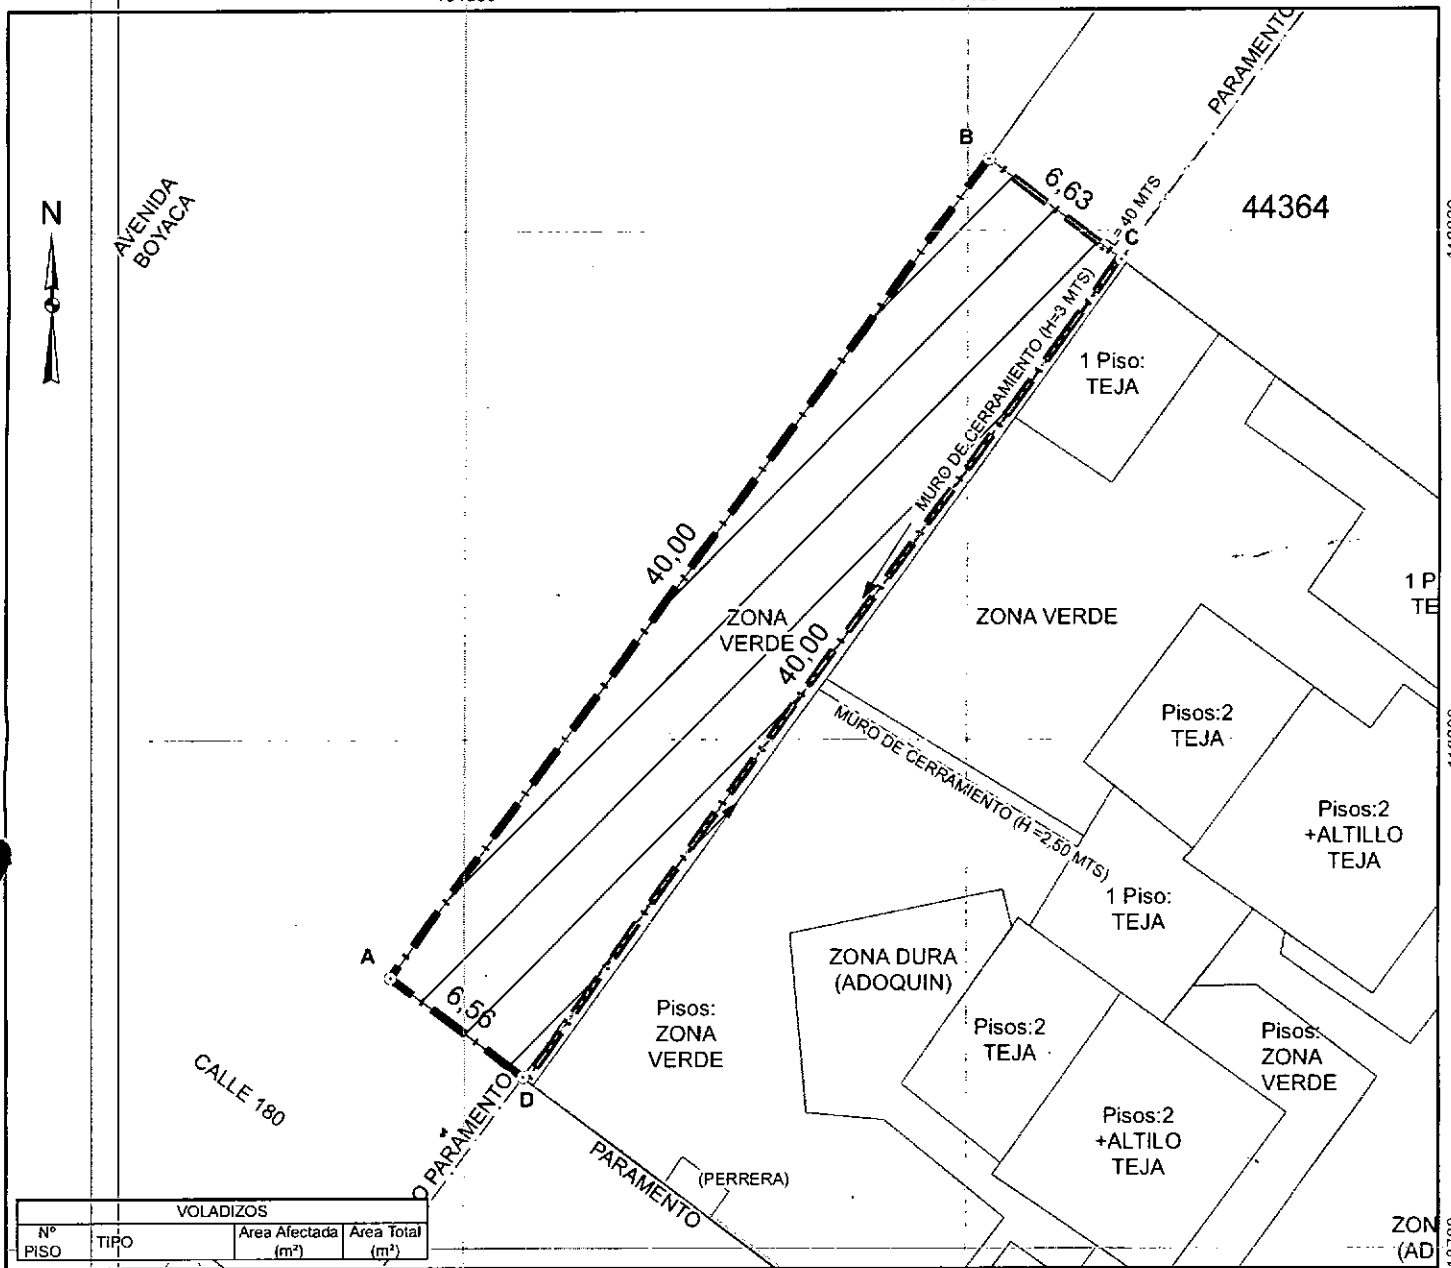 PARAMENTO
B
6,63
40 MTS
C
44364
N
AVENIDA
BOYACA
MURO DE CERRAMIENTO (H=3 MTS)
1 Piso:
TEJA
40,00
ZONA
VERDE
40,00
ZONA VERDE
1 P
TE
Pisos:2
TEJA
MURO DE CERRAMIENTO (H =2,50 MTS)
Pisos:2
+ALTILLO
TEJA
1 Piso:
TEJA
A
6,56
ZONA DURA
(ADOQUIN)
Pisos:
ZONA
VERDE
Pisos:2
TEJA
Pisos:
ZONA
VERDE
CALLE 180
D
O PARAMENTO
PARAMENTO
(PERRERA)
Pisos:2
+ALTILO
TEJA
ZON
(AD
VOLADIZOS
Nº PISO TIPO Area Afectada (m²) Área Total (m²)